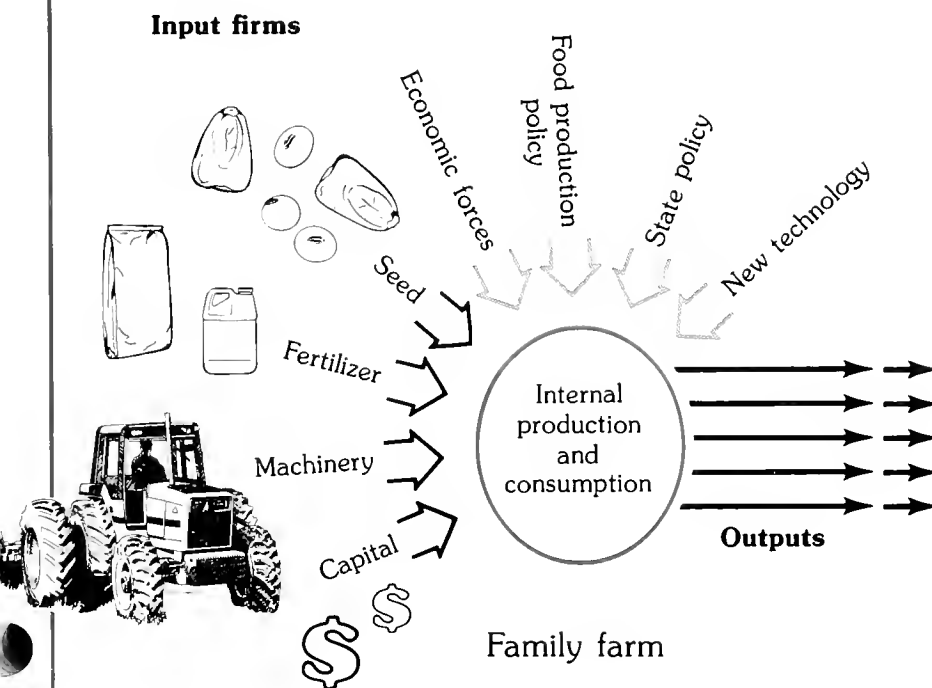 Input firms
Economic forces
Food production
policy
State policy
New technology
Seed
Fertilizer
Machinery
Capital
$
$
Internal
production
and
consumption
Outputs
Family farm